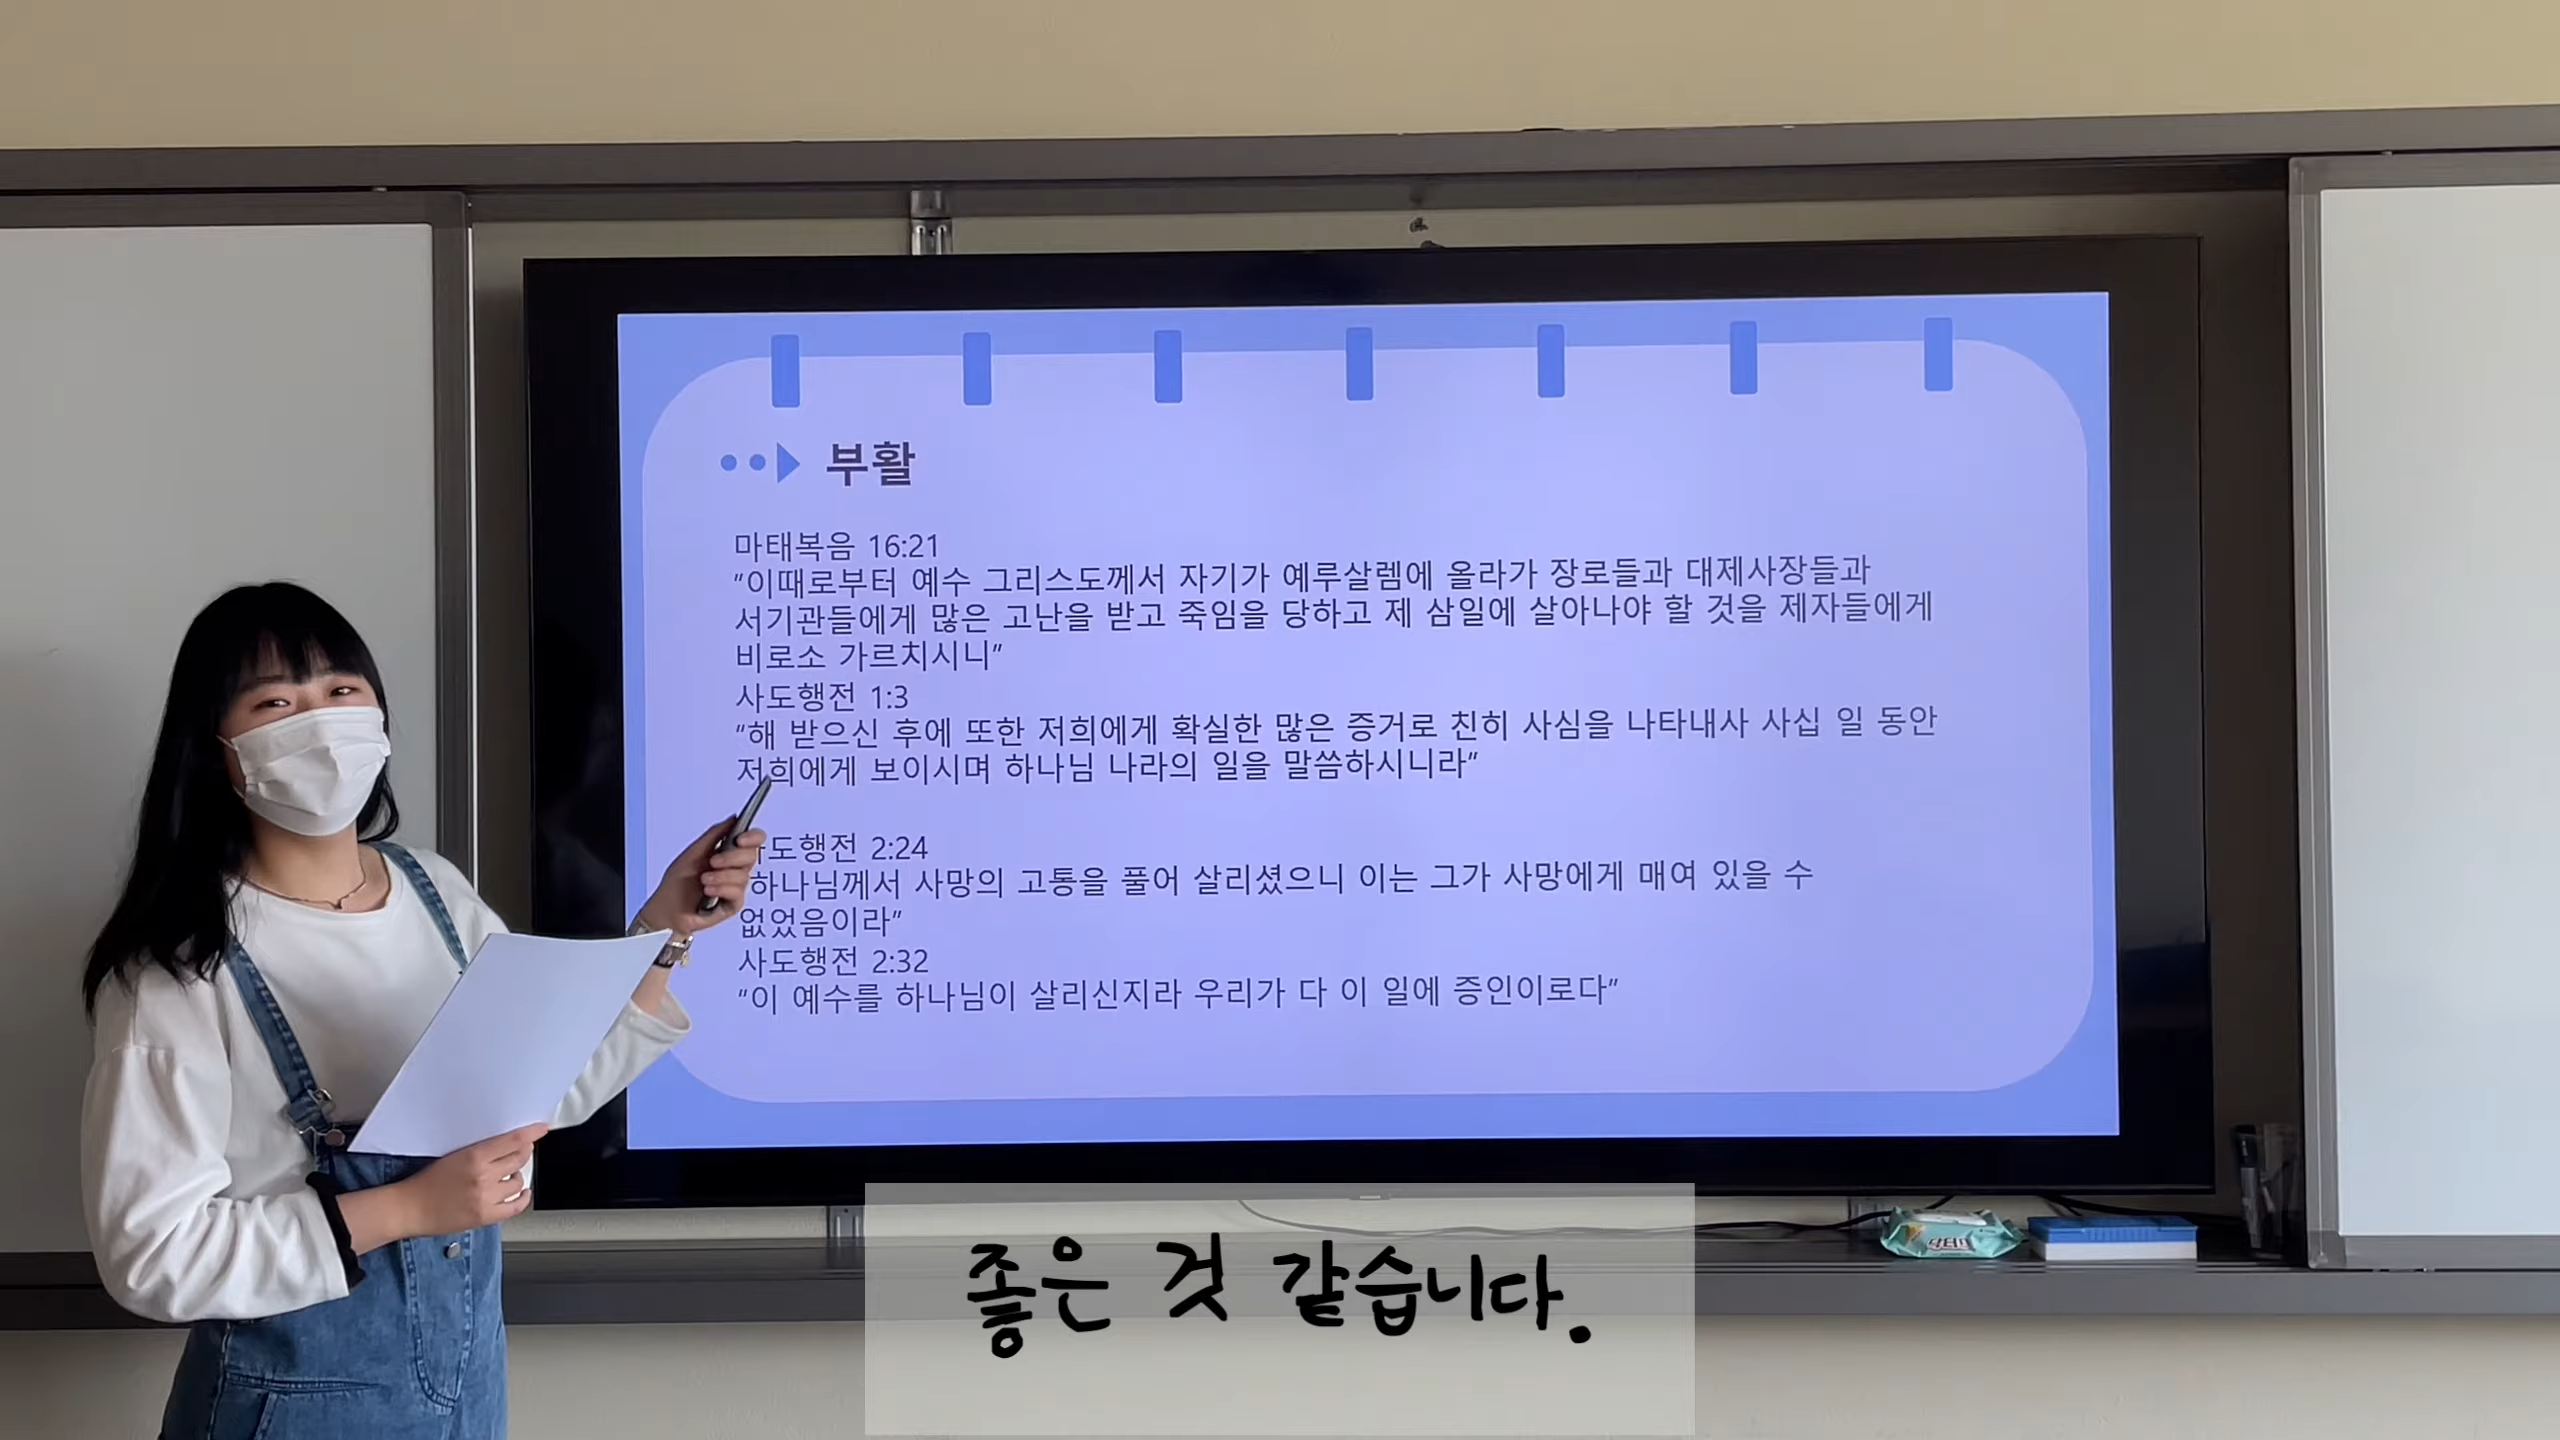 부활
마태복음 16:21
"이때로부터 예수 그리스도께서 자기가 예루살렘에 올라가 장로들과 대제사장들과
서기관들에게 많은 고난을 받고 죽임을 당하고 제 삼일에 살아나야 할 것을 제자들에게
비로소 가르치시니"
사도행전 1:3
"해 받으신 후에 또한 저희에게 확실한 많은 증거로 친히 사심을 나타내사 사십 일 동안
저희에게 보이시며 하나님 나라의 일을 말씀하시니라"
사도행전 2:24
"하나님께서 사망의 고통을 풀어 살리셨으니 이는 그가 사망에게 매여 있을 수
없었음이라"
사도행전 2:32
"이 예수를 하나님이 살리신지라 우리가 다 이 일에 증인이로다"
좋은 것 같습니다.